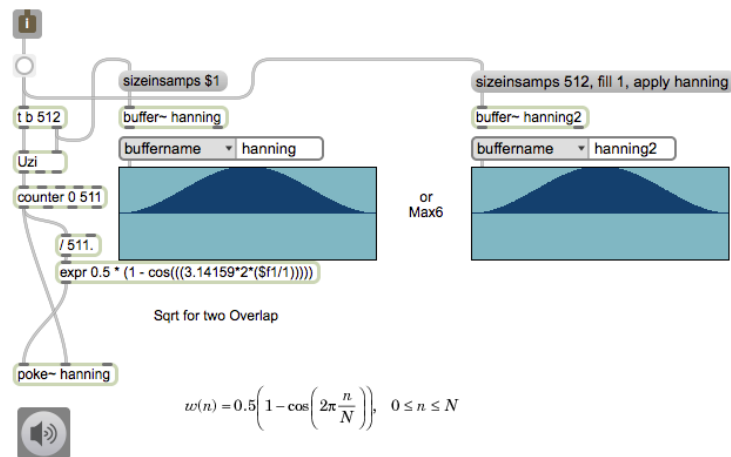 i
sizeinsamps $1
sizeinsamps 512, fill 1, apply hanning
t b 512
buffer~ hanning
buffer~ hanning2
buffername hanning
buffername hanning2
Uzi
counter 0 511
or
Max6
/ 511.
expr 0.5 * (1 - cos(((3.14159*2*($f1/1)))))
Sqrt for two Overlap
poke~ hanning
w(n) = 0.5(1−cos(2π n/N)), 0 ≤ n ≤ N